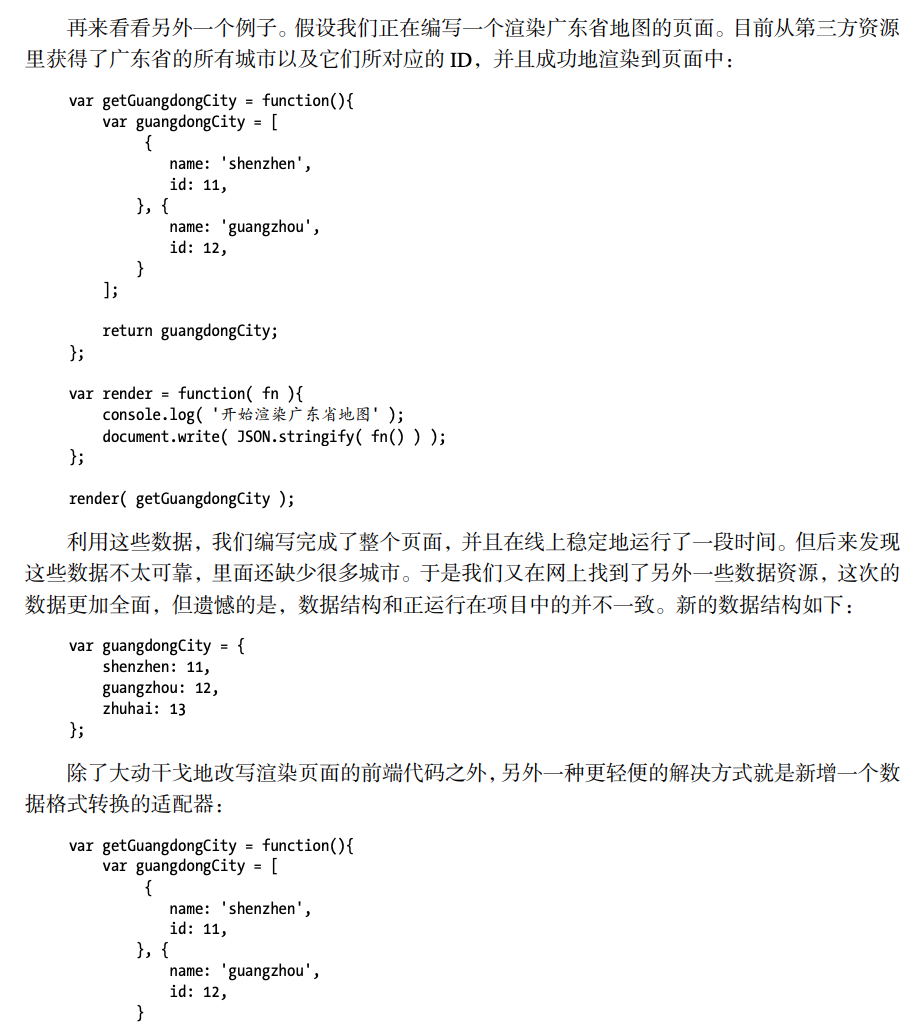 再来看看另外一个例子。假设我们正在编写一个渲染广东省地图的页面。目前从第三方资源
里获得了广东省的所有城市以及它们所对应的 ID，并且成功地渲染到页面中：
var getGuangdongCity = function(){
    var guangdongCity = [
         {
            name: 'shenzhen',
            id: 11,
        }, {
            name: 'guangzhou',
            id: 12,
        }
    ];
    return guangdongCity;
};
var render = function( fn ){
    console.log( '开始渲染广东省地图' );
    document.write( JSON.stringify( fn() ) );
};
render( getGuangdongCity );
利用这些数据，我们编写完成了整个页面，并且在线上稳定地运行了一段时间。但后来发现
这些数据不太可靠，里面还缺少很多城市。于是我们又在网上找到了另外一些数据资源，这次的
数据更加全面，但遗憾的是，数据结构和正运行在项目中的并不一致。新的数据结构如下：
var guangdongCity = {
    shenzhen: 11,
    guangzhou: 12,
    zhuhai: 13
};
除了大动干戈地改写渲染页面的前端代码之外，另外一种更轻便的解决方式就是新增一个数
据格式转换的适配器：
var getGuangdongCity = function(){
    var guangdongCity = [
         {
            name: 'shenzhen',
            id: 11,
        }, {
            name: 'guangzhou',
            id: 12,
        }